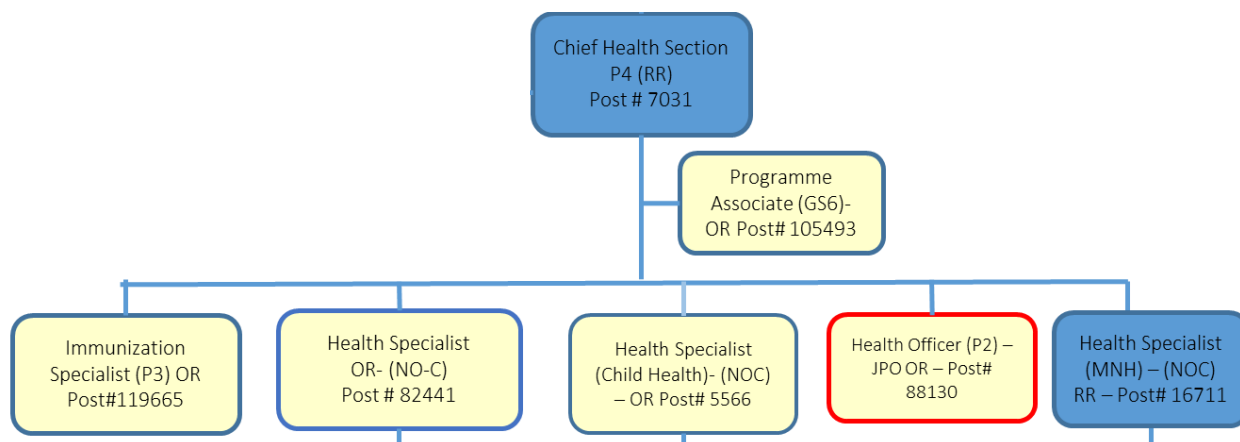 Chief Health Section
P4 (RR)
Post # 7031
Programme
Associate (GS6)-
OR Post# 105493
Immunization
Specialist (P3) OR
Post#119665
Health Specialist
OR- (NO-C)
Post # 82441
Health Specialist
(Child Health)- (NOC)
– OR Post# 5566
Health Officer (P2) –
JPO OR – Post#
88130
Health Specialist
(MNH) – (NOC)
RR – Post# 16711